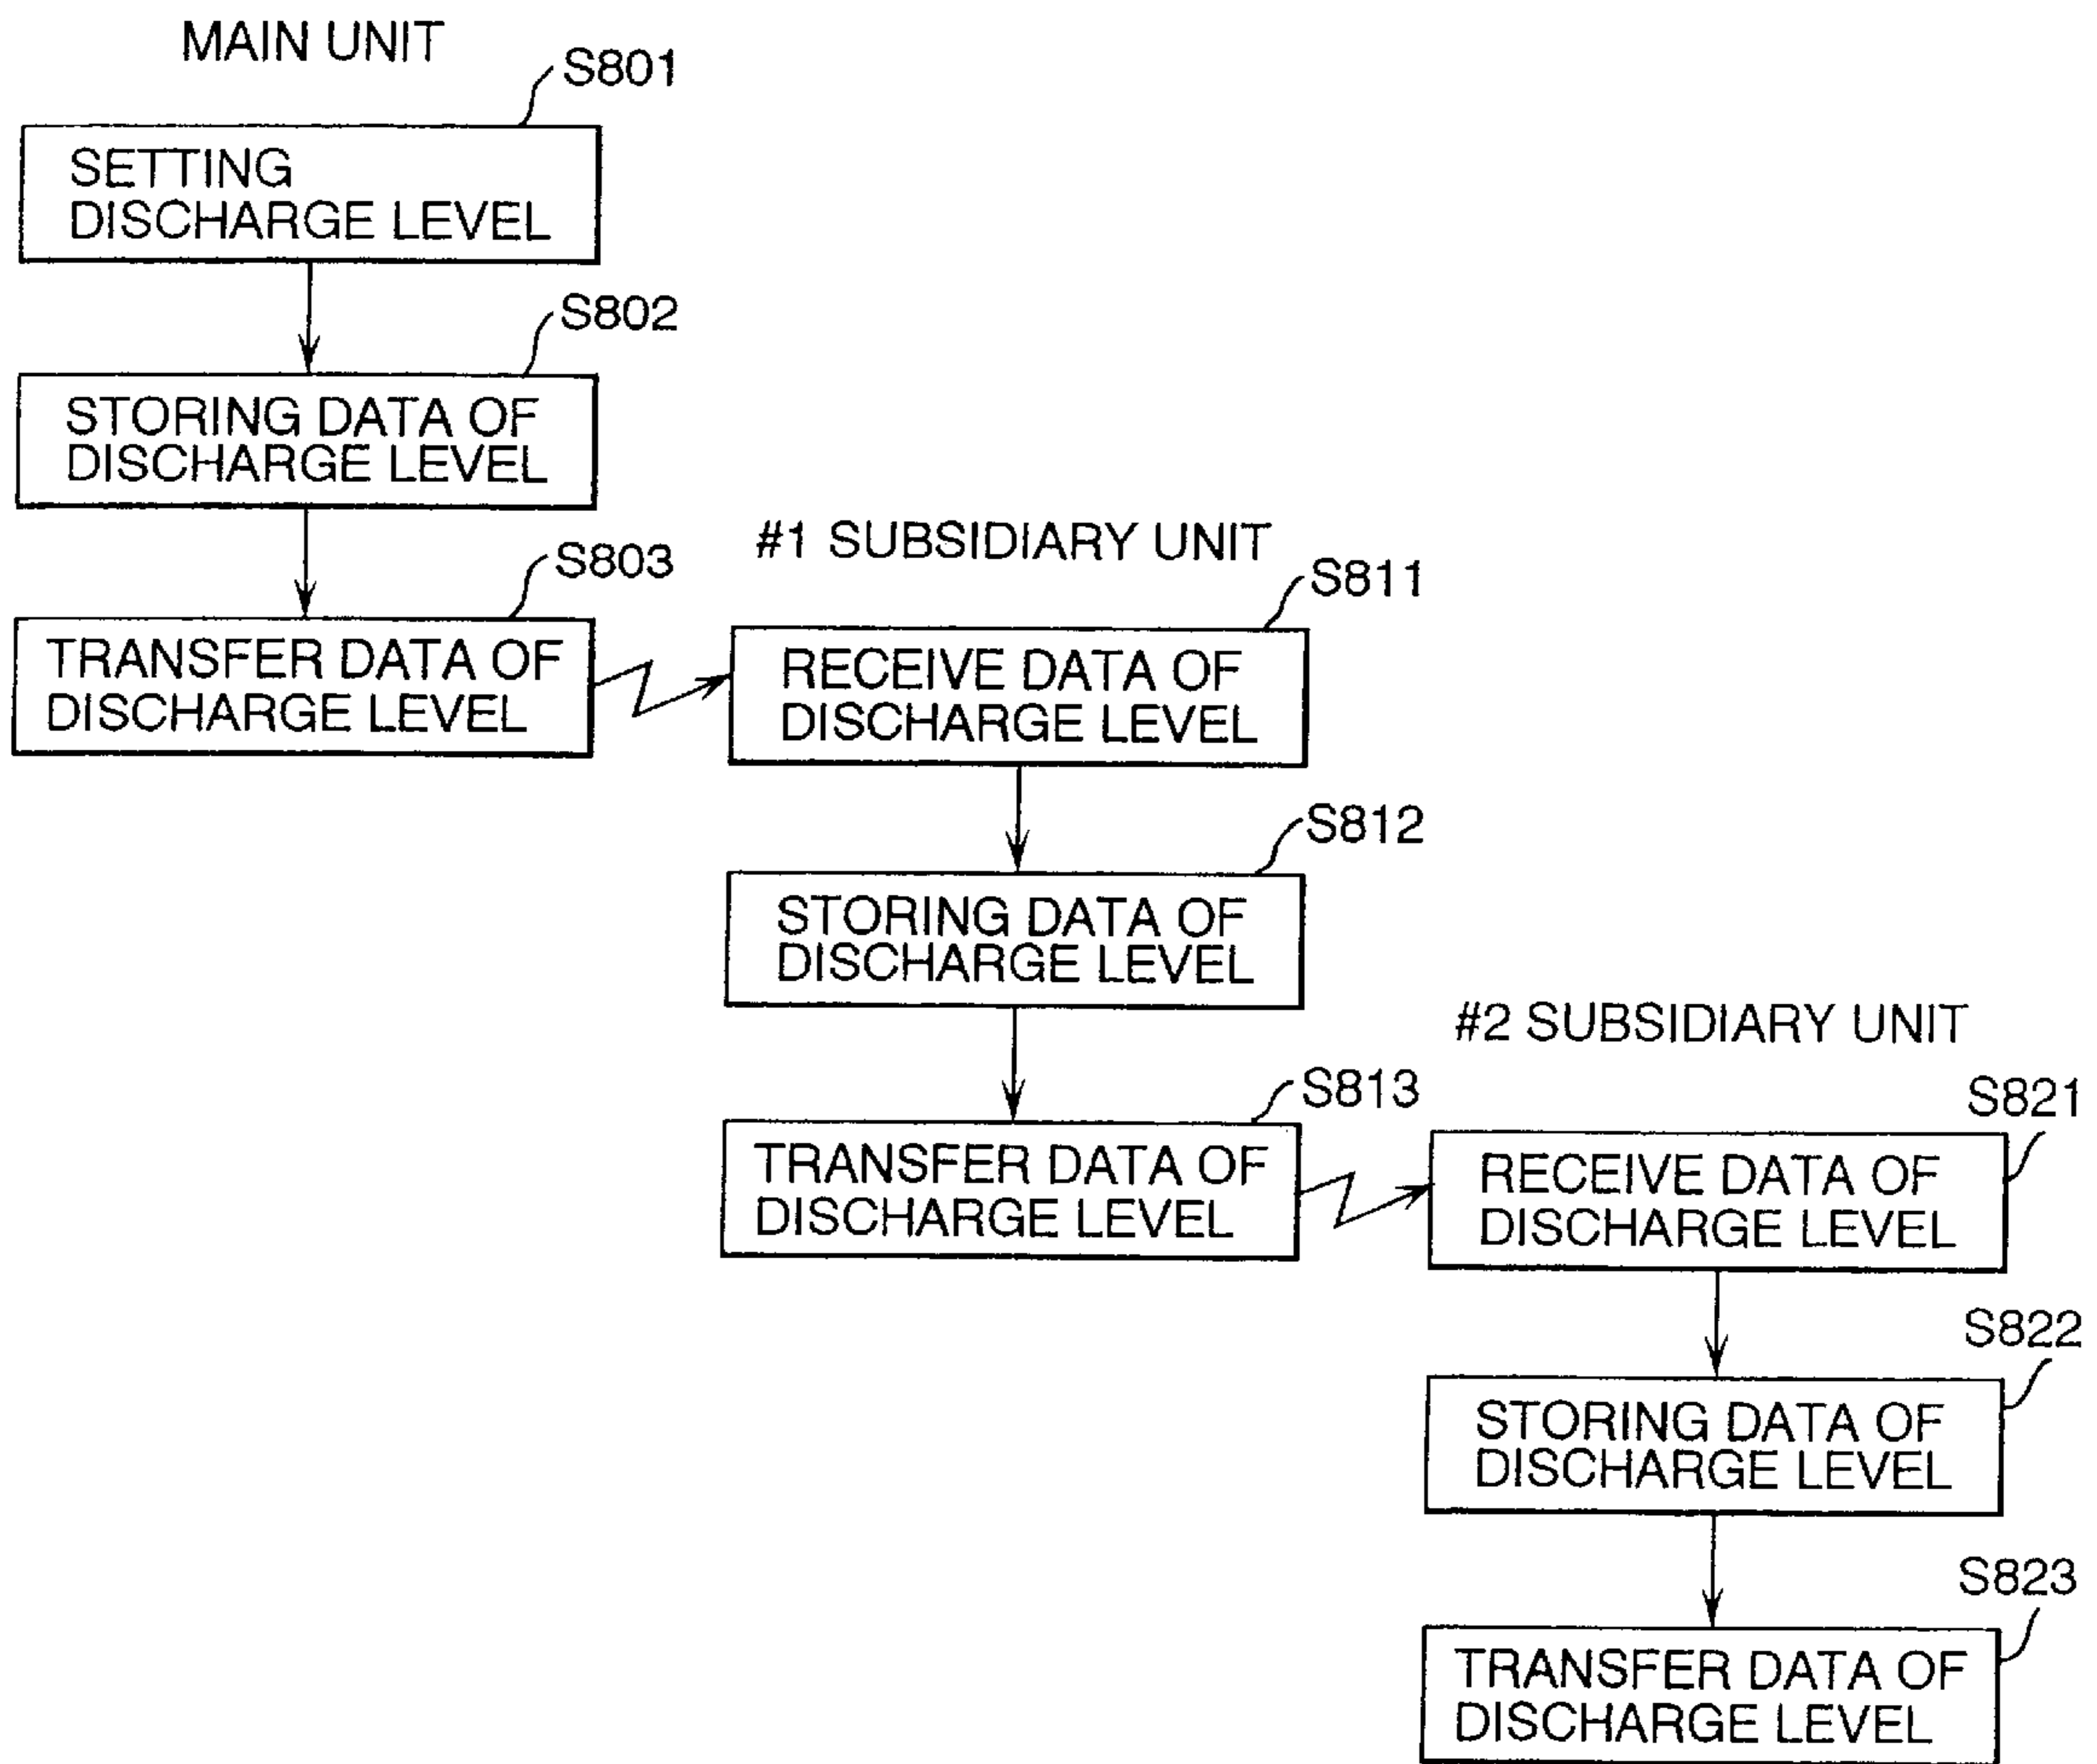 MAIN UNIT
S801
SETTING
DISCHARGE LEVEL
S802
STORING DATA OF
DISCHARGE LEVEL
S803
TRANSFER DATA OF
DISCHARGE LEVEL
#1 SUBSIDIARY UNIT
S811
RECEIVE DATA OF
DISCHARGE LEVEL
S812
STORING DATA OF
DISCHARGE LEVEL
S813
TRANSFER DATA OF
DISCHARGE LEVEL
#2 SUBSIDIARY UNIT
S821
RECEIVE DATA OF
DISCHARGE LEVEL
S822
STORING DATA OF
DISCHARGE LEVEL
S823
TRANSFER DATA OF
DISCHARGE LEVEL